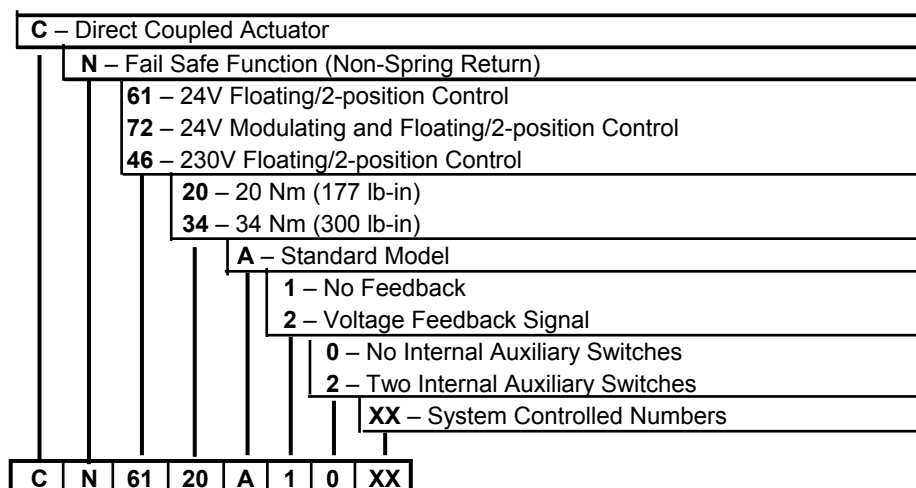 C – Direct Coupled Actuator
N – Fail Safe Function (Non-Spring Return)
61 – 24V Floating/2-position Control
72 – 24V Modulating and Floating/2-position Control
46 – 230V Floating/2-position Control
20 – 20 Nm (177 lb-in)
34 – 34 Nm (300 lb-in)
A – Standard Model
1 – No Feedback
2 – Voltage Feedback Signal
0 – No Internal Auxiliary Switches
2 – Two Internal Auxiliary Switches
XX – System Controlled Numbers
C N 61 20 A 1 0 XX